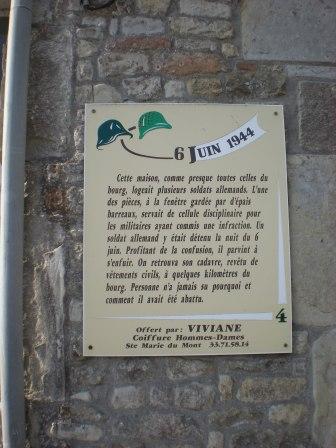 6 JUIN 1944
Cette maison, comme presque toutes celles du
bourg, logeait plusieurs soldats allemands. L'une
des pièces, à la fenêtre gardée par d'épais
barreaux, servait de cellule disciplinaire pour
les militaires ayant commis une infraction. Un
soldat allemand y était détenu la nuit du 6
juin. Profitant de la confusion, il parvint à
s'enfuir. On retrouva son cadavre, revêtu de
vêtements civils, à quelques kilomètres du
bourg. Personne n'a jamais su pourquoi et
comment il avait été abattu.
4
Offert par: VIVIANE
Coiffure Hommes-Dames
Ste Marie du Mont 33.71.58.14